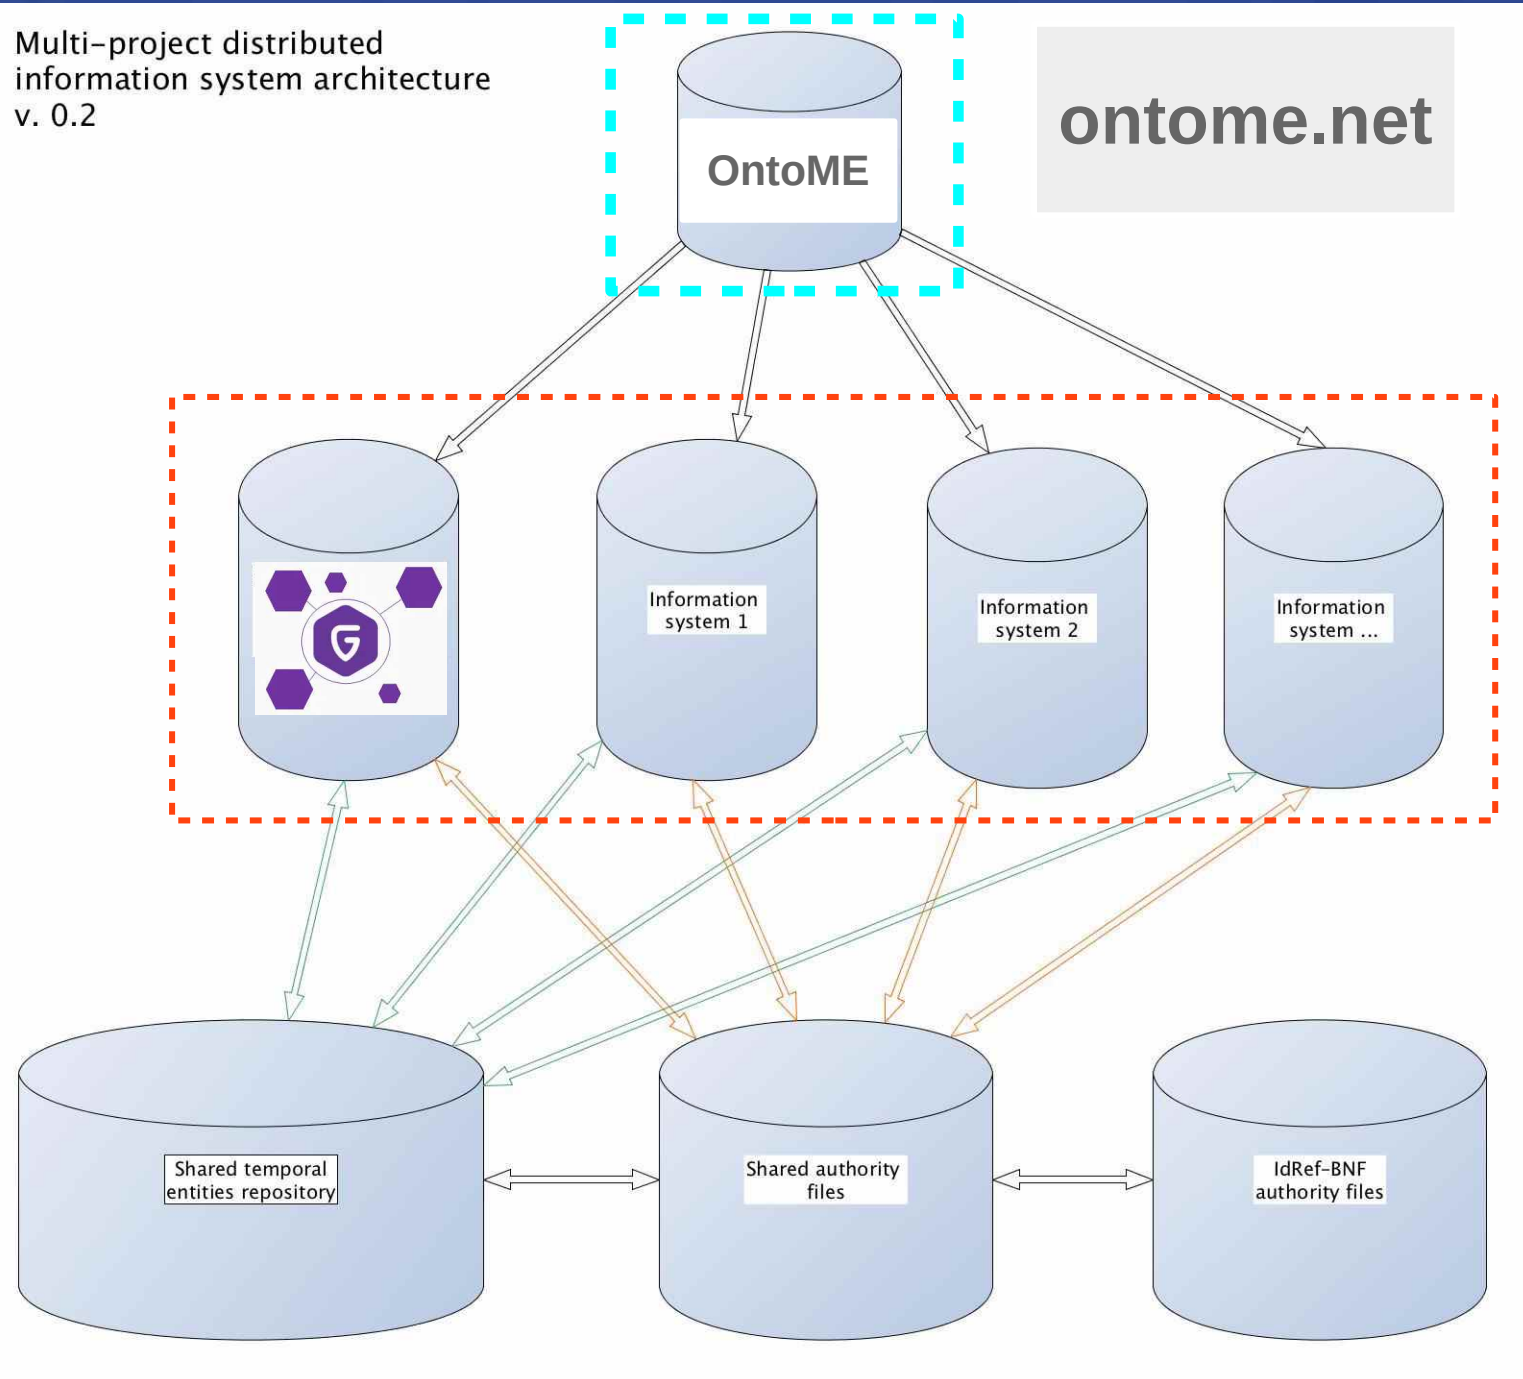 Multi-project distributed
information system architecture
v. 0.2
OntoME
ontome.net
G
Information
system 1
Information
system 2
Information
system ...
Shared temporal
entities repository
Shared authority
files
IdRef-BNF
authority files